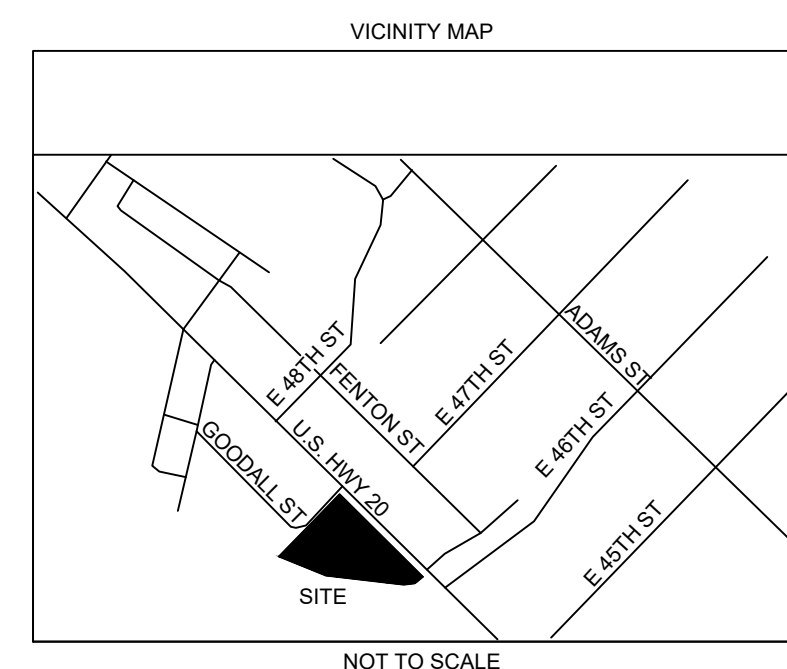 VICINITY MAP
ADAMS ST
E 48TH ST
FENTON ST
E 47TH ST
E 46TH ST
U.S. HWY 20
GOODALL ST
E 45TH ST
SITE
NOT TO SCALE